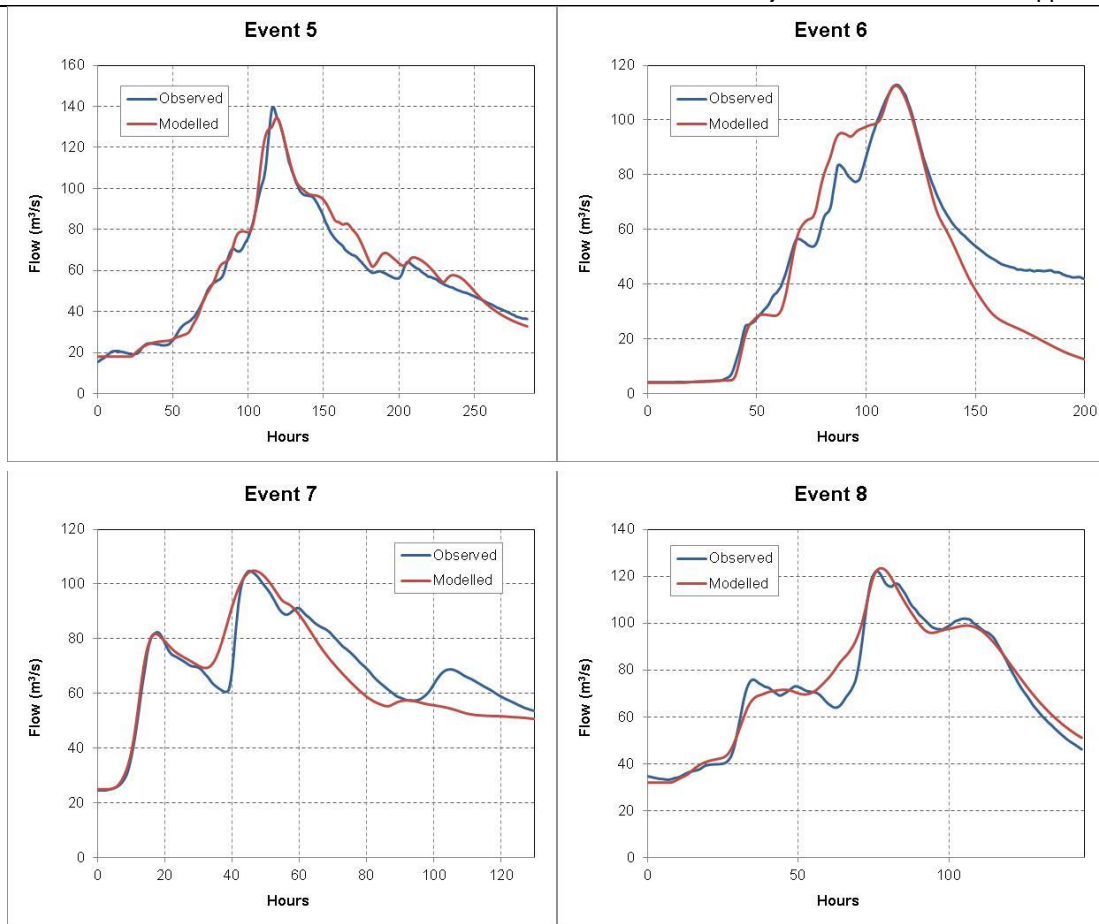 Event 5
160
140
120
100
80
60
40
20
0
Flow (m³/s)
Observed
Modelled
0 50 100 150 200 250
Hours
Event 6
120
100
80
60
40
20
0
Flow (m³/s)
Observed
Modelled
0 50 100 150 200
Hours
Event 7
120
100
80
60
40
20
0
Flow (m³/s)
Observed
Modelled
0 20 40 60 80 100 120
Hours
Event 8
140
120
100
80
60
40
20
0
Flow (m³/s)
Observed
Modelled
0 50 100
Hours